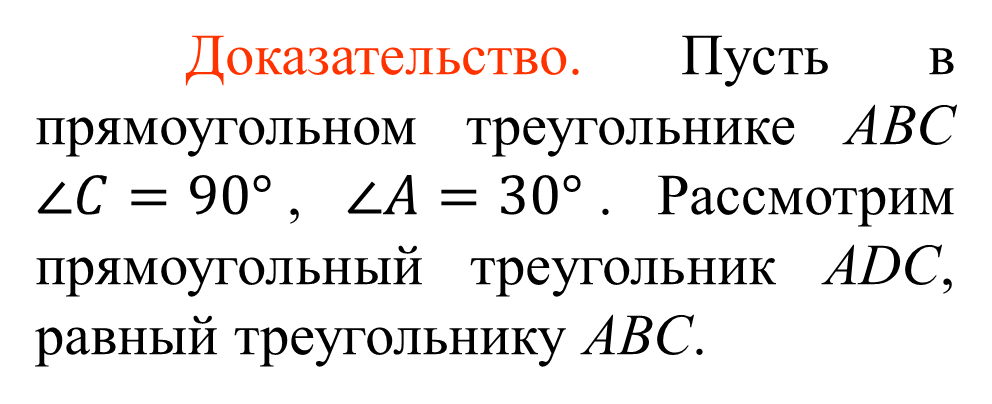 Доказательство. Пусть в
прямоугольном треугольнике ABC
∠C = 90° , ∠A = 30° . Рассмотрим
прямоугольный треугольник ADC,
равный треугольнику ABC.